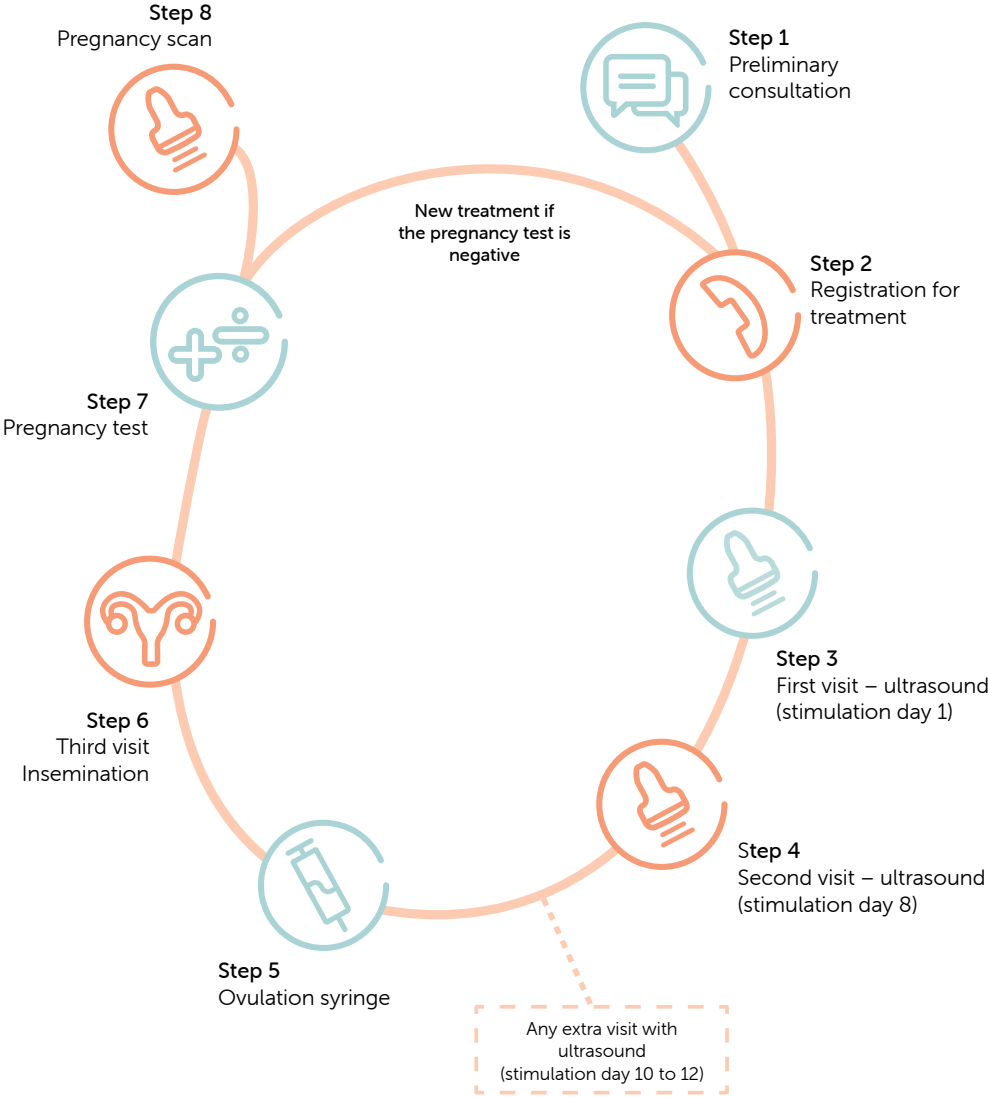 Step 8
Pregnancy scan
Step 1
Preliminary
consultation
New treatment if
the pregnancy test is
negative
Step 2
Registration for
treatment
Step 7
Pregnancy test
Step 3
First visit – ultrasound
(stimulation day 1)
Step 6
Third visit
Insemination
Step 4
Second visit – ultrasound
(stimulation day 8)
Step 5
Ovulation syringe
Any extra visit with
ultrasound
(stimulation day 10 to 12)